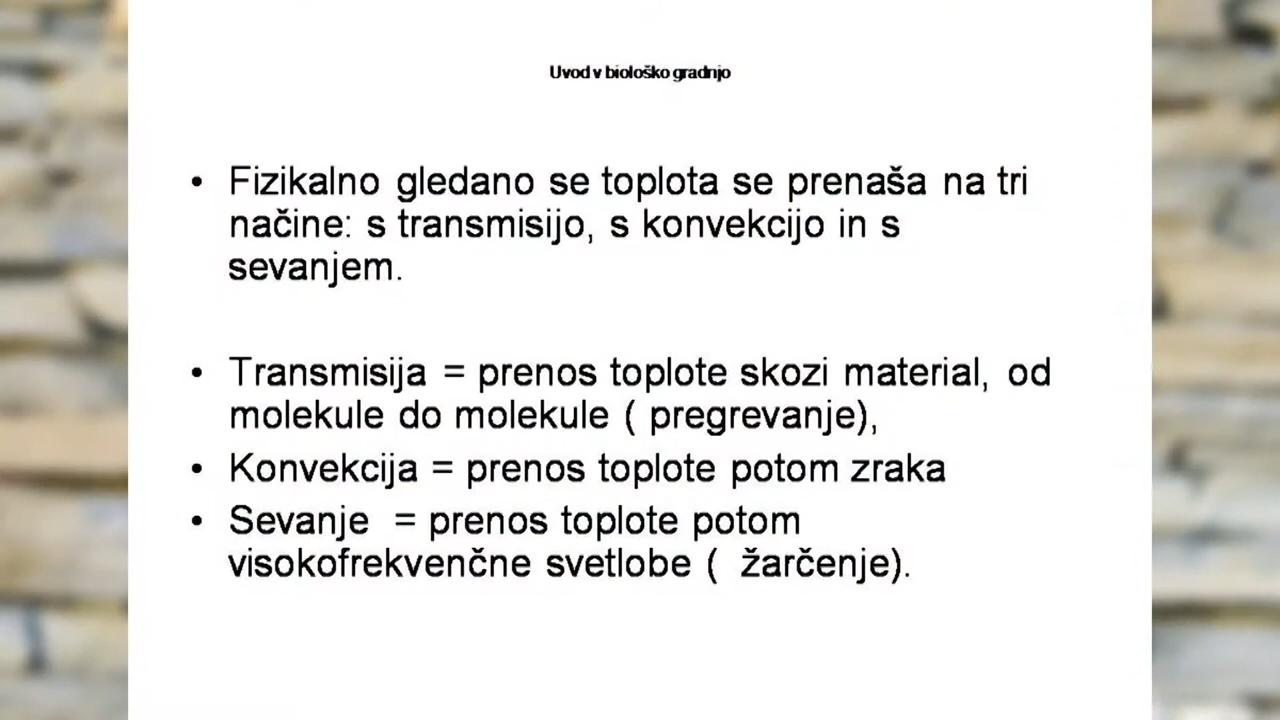 Uvod v biološko gradnjo
• Fizikalno gledano se toplota se prenaša na tri
načine: s transmisijo, s konvekcijo in s
sevanjem.
• Transmisija = prenos toplote skozi material, od
molekule do molekule ( pregrevanje),
• Konvekcija = prenos toplote potom zraka
• Sevanje = prenos toplote potom
visokofrekvenčne svetlobe ( žarčenje).